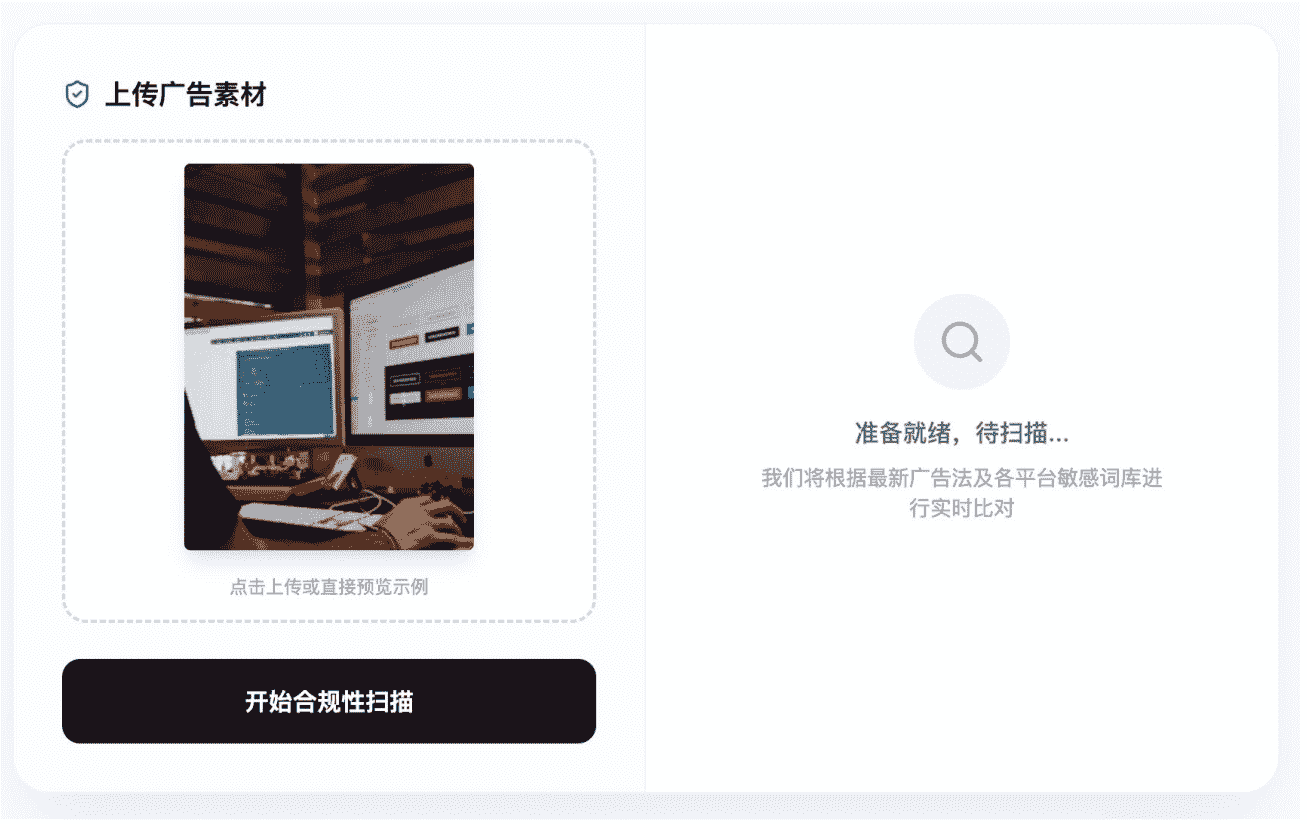 上传广告素材
点击上传或直接预览示例
开始合规性扫描
准备就绪，待扫描...
我们将根据最新广告法及各平台敏感词库进
行实时比对